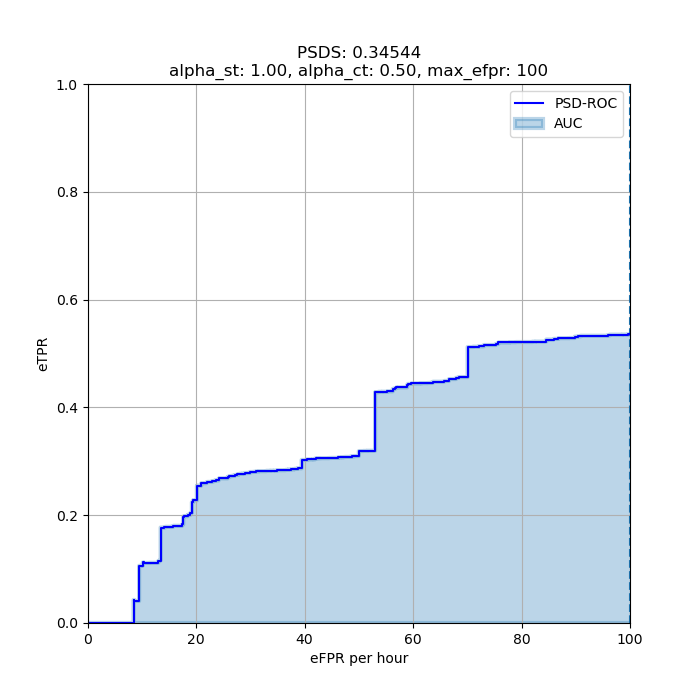 PSDS: 0.34544
alpha_st: 1.00, alpha_ct: 0.50, max_efpr: 100
1.0
PSD-ROC
AUC
0.8
0.6
eTPR
0.4
0.2
0.0
0 20 40 60 80 100
eFPR per hour